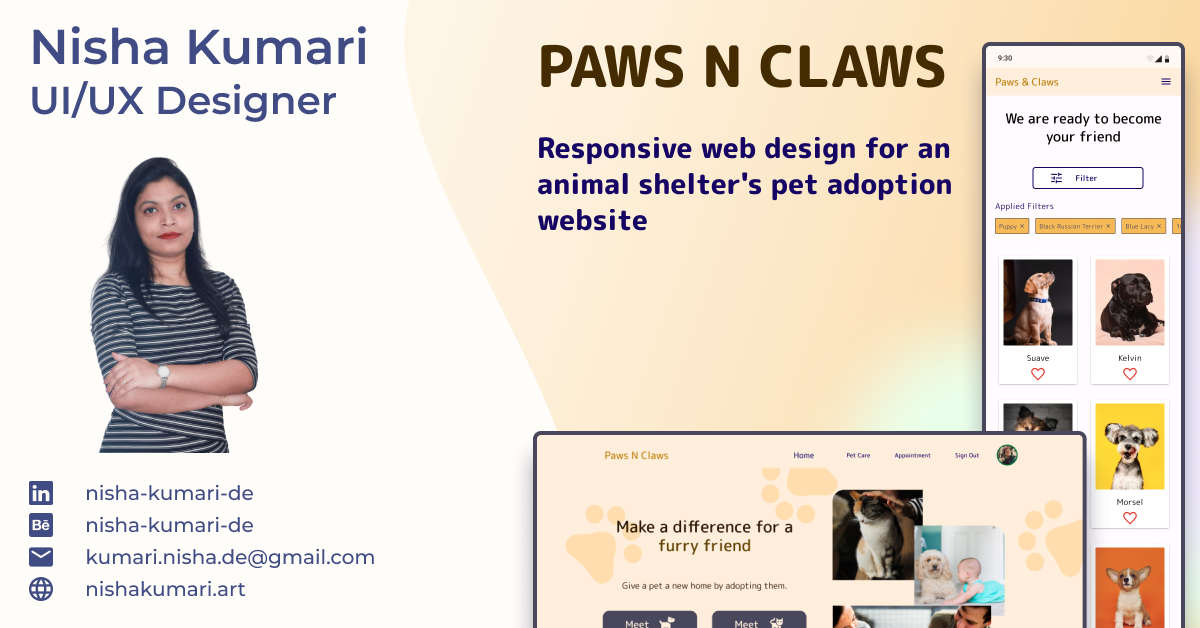 Nisha Kumari
UI/UX Designer
nisha-kumari-de
nisha-kumari-de
kumari.nisha.de@gmail.com
nishakumari.art
PAWS N CLAWS
Responsive web design for an
animal shelter's pet adoption
website
9:30
Paws & Claws
We are ready to become
your friend
Filter
Applied Filters
Puppy × Black Russian Terrier × Blue Lacy ×
Suave Kelvin
Morsel
Paws N Claws Home Pet Care Appointment Sign Out
Make a difference for a
furry friend
Give a pet a new home by adopting them.
Meet Meet